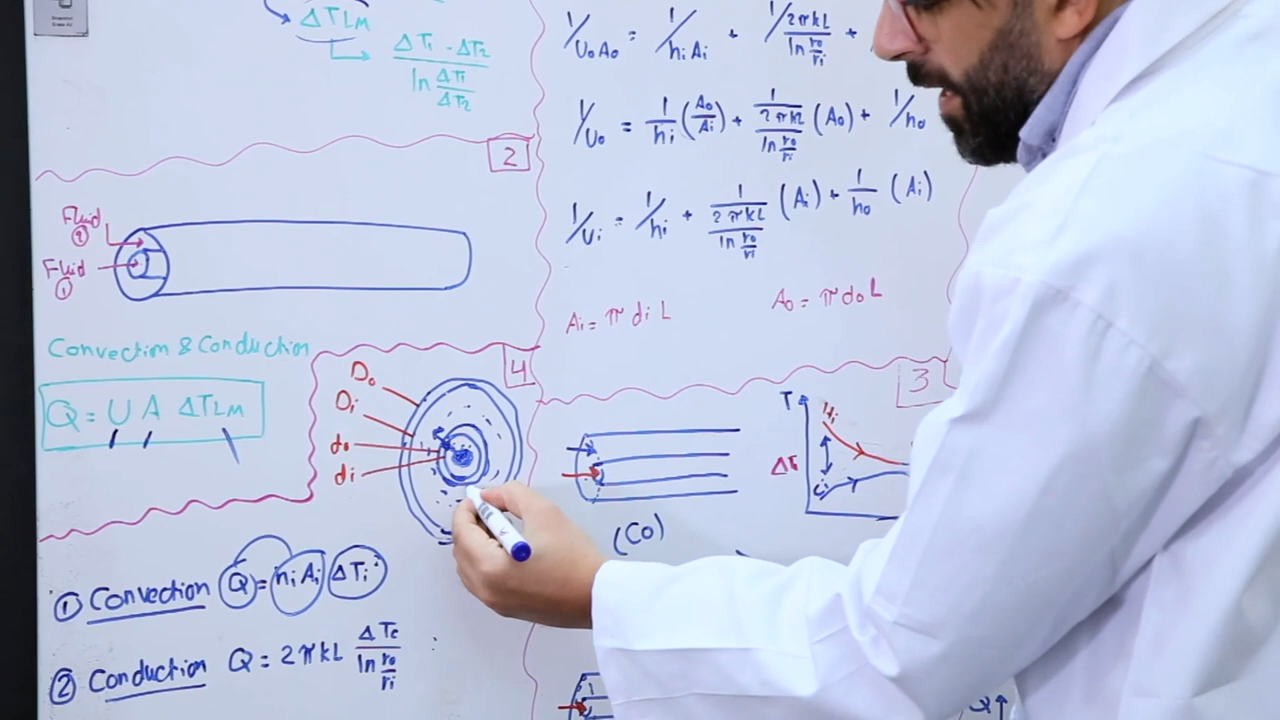 ΔTLm
ΔT1 - ΔT2
ln ΔT1
ΔT2
2
Fluid
②
Fluid
①
Convection & Conduction
Q = U A ΔTLM
4
Do
Di
do
di
① Convection Q = hi Ai ΔTi
② Conduction Q = 2πkL ΔTc
ln ro
ri
1/UoAo = 1/hiAi + 1/2πkL +
ln ro
ri
1/Uo = 1/hi (Ao/Ai) + 1/2πkL (Ao) + 1/ho
ln ro
ri
1/Ui = 1/hi + 1/2πkL (Ai) + 1/ho (Ai)
ln ro
ri
Ai = π di L
Ao = π do L
3
T
Hi
ΔTi
Ci
(Co)